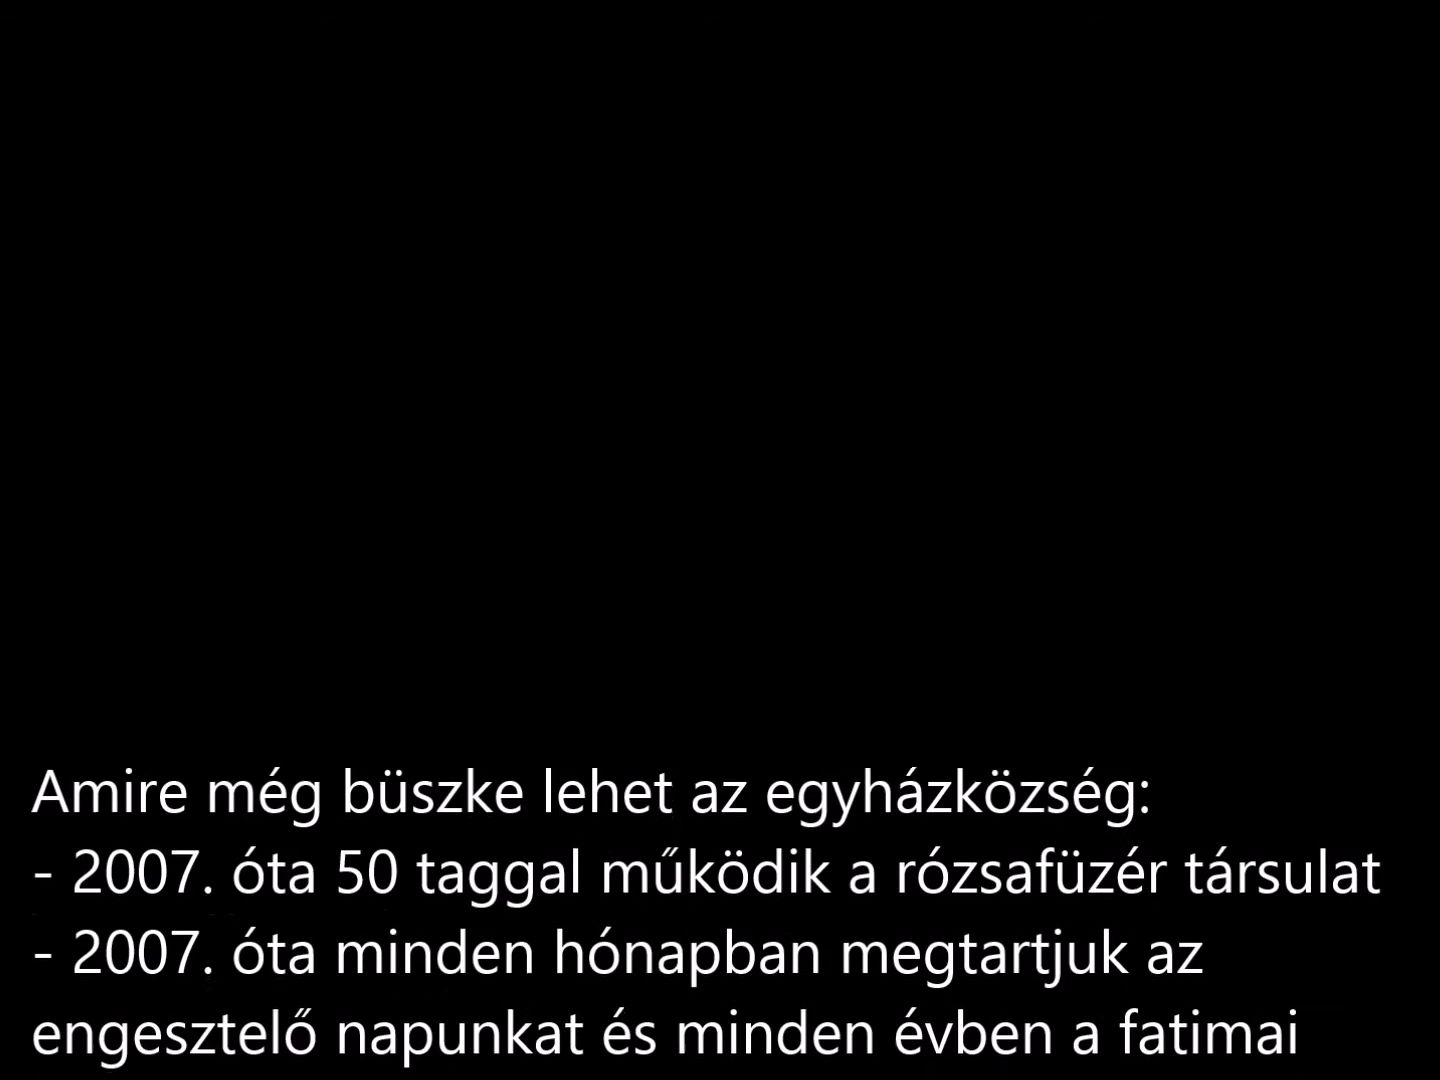 Amire még büszke lehet az egyházközség:
- 2007. óta 50 taggal működik a rózsafüzér társulat
- 2007. óta minden hónapban megtartjuk az
engesztelő napunkat és minden évben a fatimai